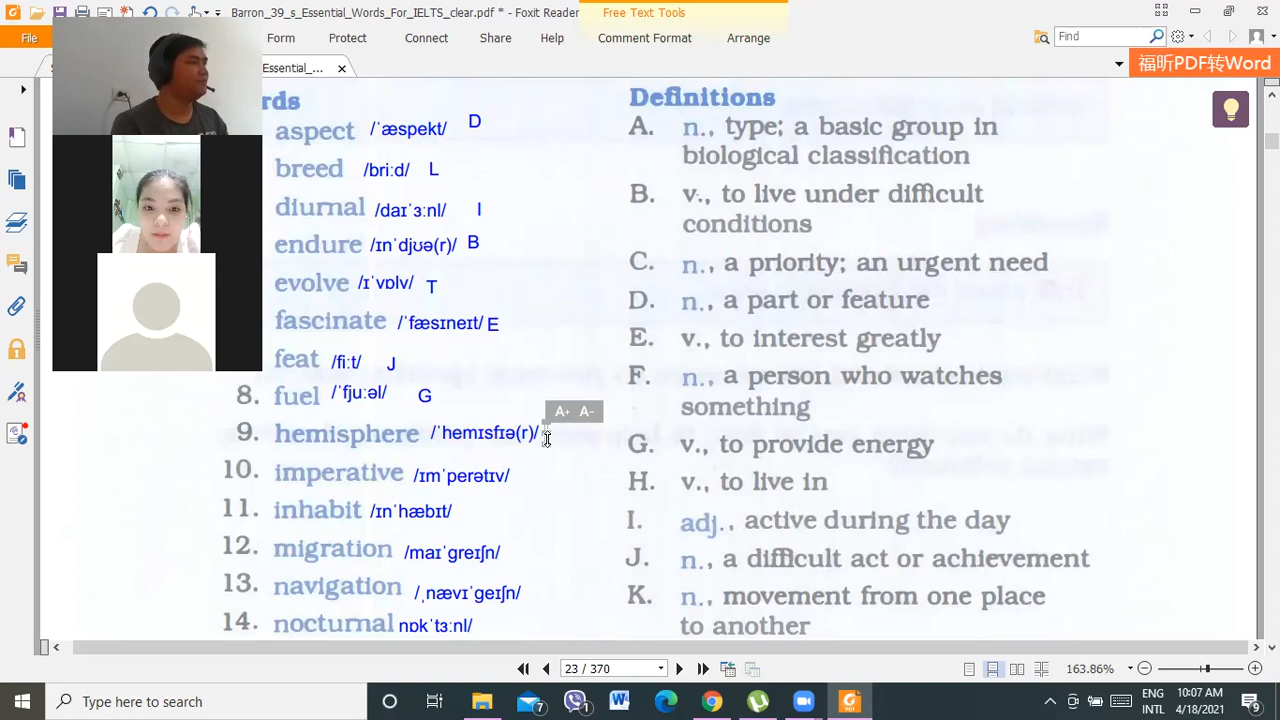 Barron_39_s_Essential_Words_For_IELTS_clear.pdf * - Foxit Reader
Free Text Tools
File
Form
Protect
Connect
Share
Help
Comment Format
Arrange
Find
Essential_...
福昕PDF转Word
rds
Definitions
aspect /ˈæspekt/ D
breed /briːd/ L
diurnal /daɪˈɜːnl/ I
endure /ɪnˈdjʊə(r)/ B
evolve /ɪˈvɒlv/ T
fascinate /ˈfæsɪneɪt/ E
feat /fiːt/ J
8. fuel /ˈfjuːəl/ G
A+ A-
9. hemisphere /ˈhemɪsfɪə(r)/
10. imperative /ɪmˈperətɪv/
11. inhabit /ɪnˈhæbɪt/
12. migration /maɪˈɡreɪʃn/
13. navigation /ˌnævɪˈɡeɪʃn/
14. nocturnal nɒkˈtɜːnl/
A. n., type; a basic group in
biological classification
B. v., to live under difficult
conditions
C. n., a priority; an urgent need
D. n., a part or feature
E. v., to interest greatly
F. n., a person who watches
something
G. v., to provide energy
H. v., to live in
I. adj., active during the day
J. n., a difficult act or achievement
K. n., movement from one place
to another
23 / 370
163.86%
Type here to search
7
1
ENG
INTL
10:07 AM
4/18/2021
9